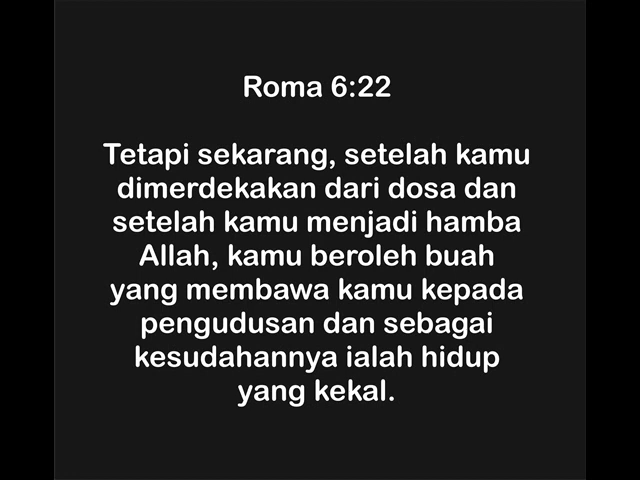 Roma 6:22
Tetapi sekarang, setelah kamu
dimerdekakan dari dosa dan
setelah kamu menjadi hamba
Allah, kamu beroleh buah
yang membawa kamu kepada
pengudusan dan sebagai
kesudahannya ialah hidup
yang kekal.